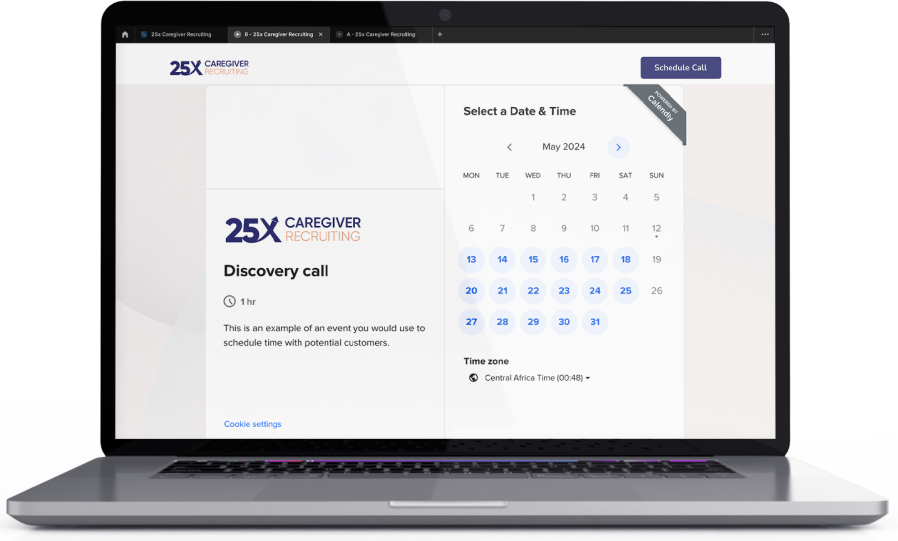 25x Caregiver Recruiting
B - 25x Caregiver Recruiting ×
A - 25x Caregiver Recruiting
+
25X CAREGIVER
RECRUITING
Schedule Call
POWERED BY
Calendly
25X CAREGIVER
RECRUITING
Discovery call
1 hr
This is an example of an event you would use to
schedule time with potential customers.
Cookie settings
Select a Date & Time
May 2024
MON TUE WED THU FRI SAT SUN
1 2 3 4 5
6 7 8 9 10 11 12
13 14 15 16 17 18 19
20 21 22 23 24 25 26
27 28 29 30 31
Time zone
Central Africa Time (00:48)